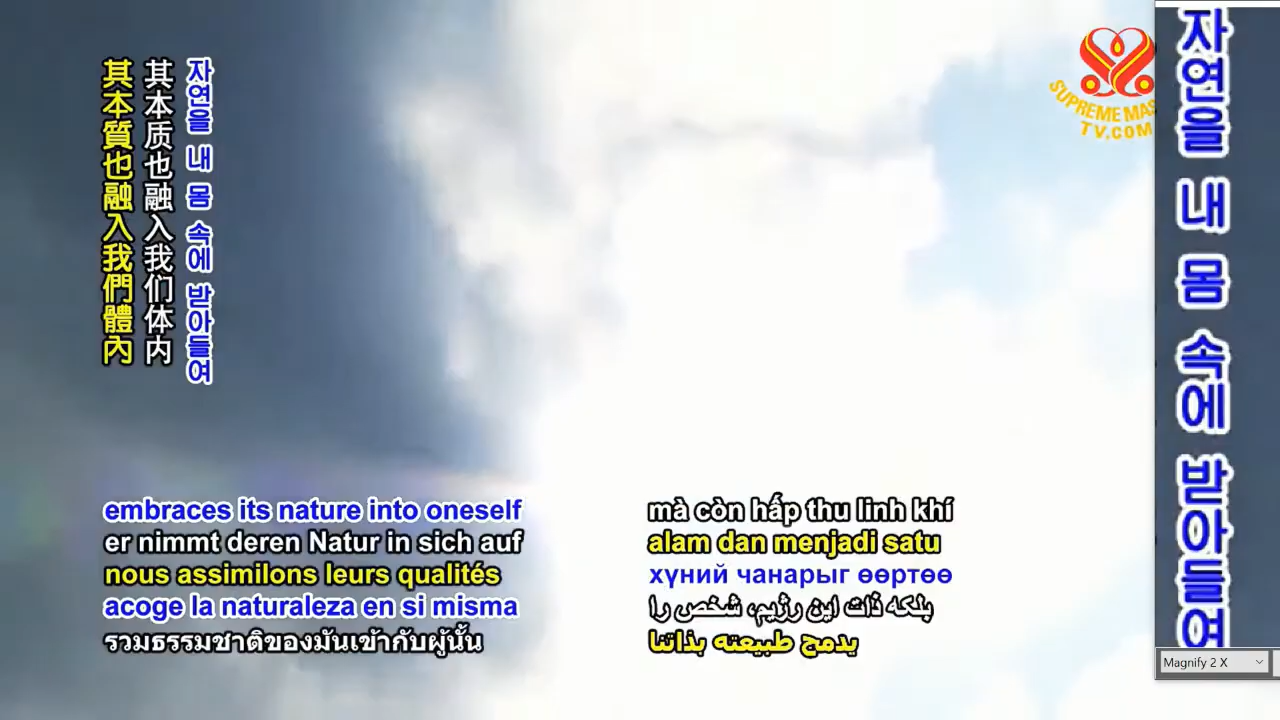 其本質也融入我們體內
其本质也融入我们体内
자연을 내 몸 속에 받아들여
SUPREME MAS
TV.COM
자연을 내 몸 속에 받아들여
embraces its nature into oneself
er nimmt deren Natur in sich auf
nous assimilons leurs qualités
acoge la naturaleza en si misma
รวมธรรมชาติของมันเข้ากับผู้นั้น
mà còn hấp thu linh khí
alam dan menjadi satu
хүний чанарыг өөртөө
بلکه ذات این رژیم، شخص را
يدمج طبيعته بذاتنا
Magnify 2 X